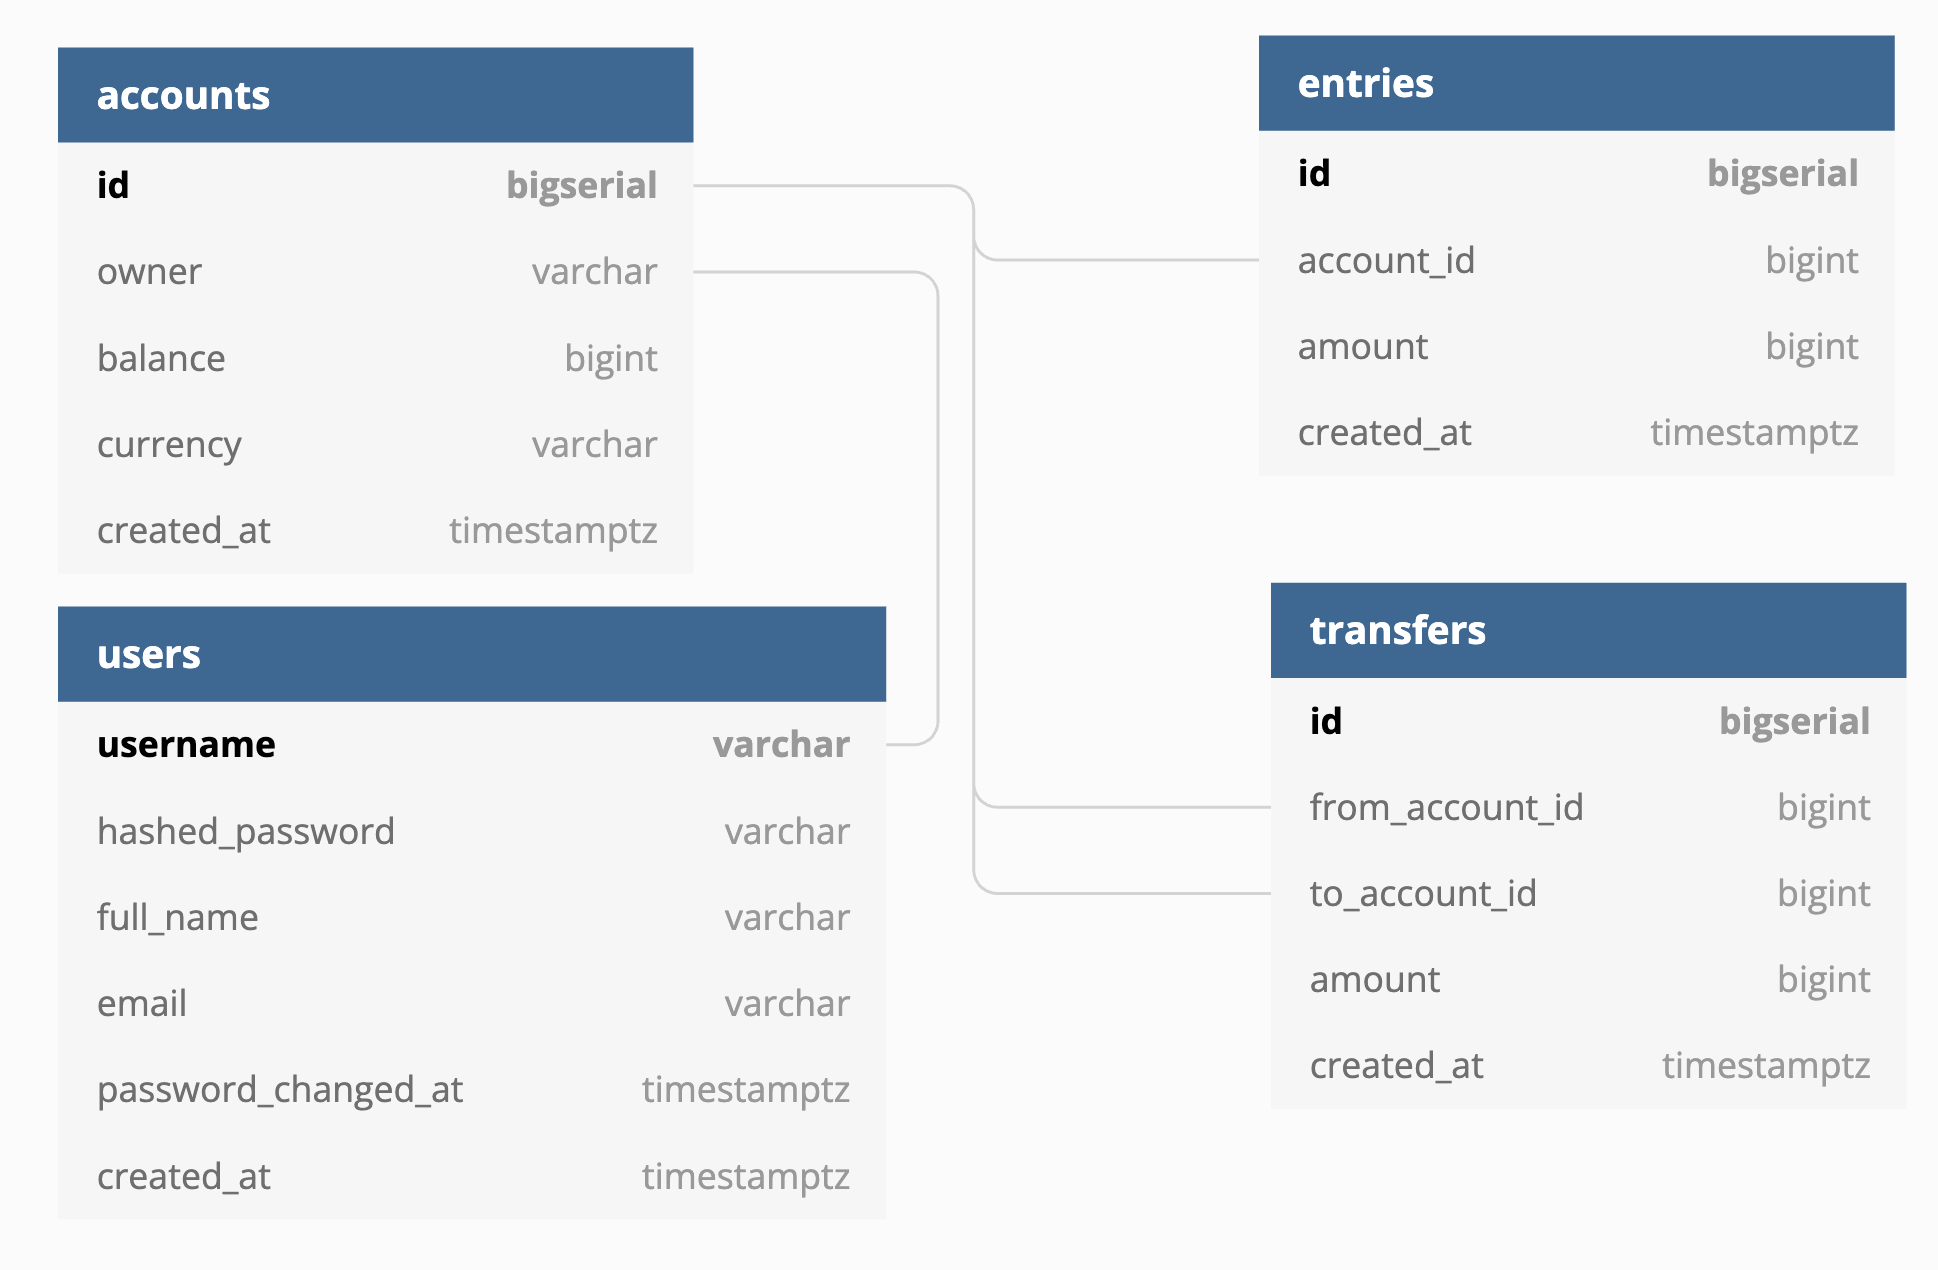 accounts
id bigserial
owner varchar
balance bigint
currency varchar
created_at timestamptz
users
username varchar
hashed_password varchar
full_name varchar
email varchar
password_changed_at timestamptz
created_at timestamptz
entries
id bigserial
account_id bigint
amount bigint
created_at timestamptz
transfers
id bigserial
from_account_id bigint
to_account_id bigint
amount bigint
created_at timestamptz